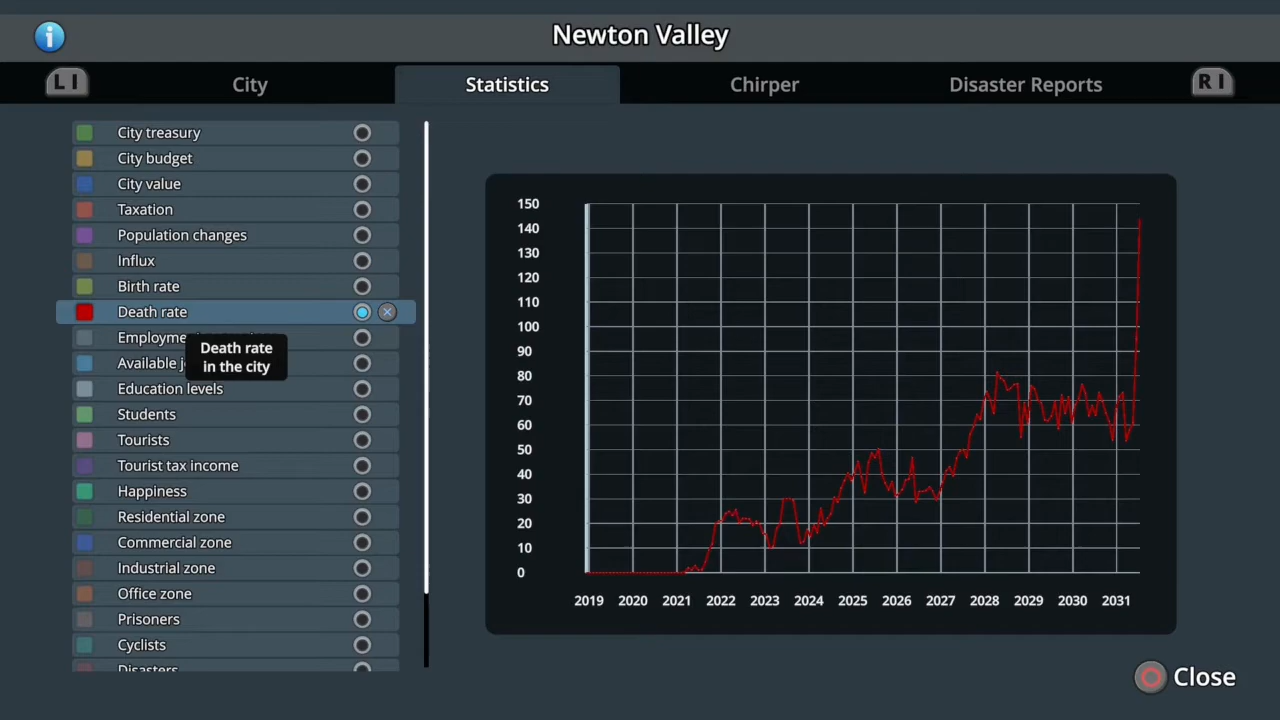 i
Newton Valley
L1
City
Statistics
Chirper
Disaster Reports
R1
City treasury
City budget
City value
Taxation
Population changes
Influx
Birth rate
Death rate
Employme
Death rate
in the city
Available j
Education levels
Students
Tourists
Tourist tax income
Happiness
Residential zone
Commercial zone
Industrial zone
Office zone
Prisoners
Cyclists
Disasters
150
140
130
120
110
100
90
80
70
60
50
40
30
20
10
0
2019 2020 2021 2022 2023 2024 2025 2026 2027 2028 2029 2030 2031
Close